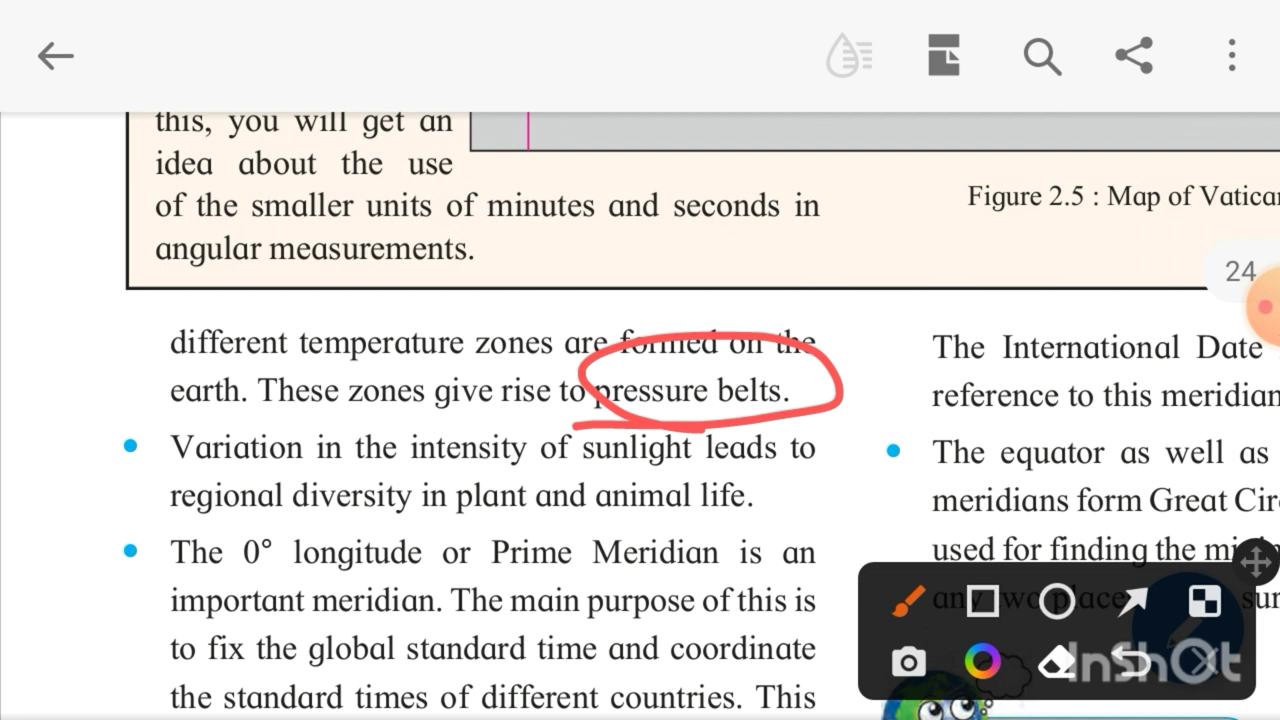 this, you will get an
idea about the use
of the smaller units of minutes and seconds in
angular measurements.
Figure 2.5 : Map of
24
different temperature zones are formed on the
earth. These zones give rise to pressure belts.
Variation in the intensity of sunlight leads to
regional diversity in plant and animal life.
The 0° longitude or Prime Meridian is an
important meridian. The main purpose of this is
to fix the global standard time and coordinate
the standard times of different countries. This
The International Date
reference to this
The equator as well as
meridians form Great
used for finding the
any two
InShOt